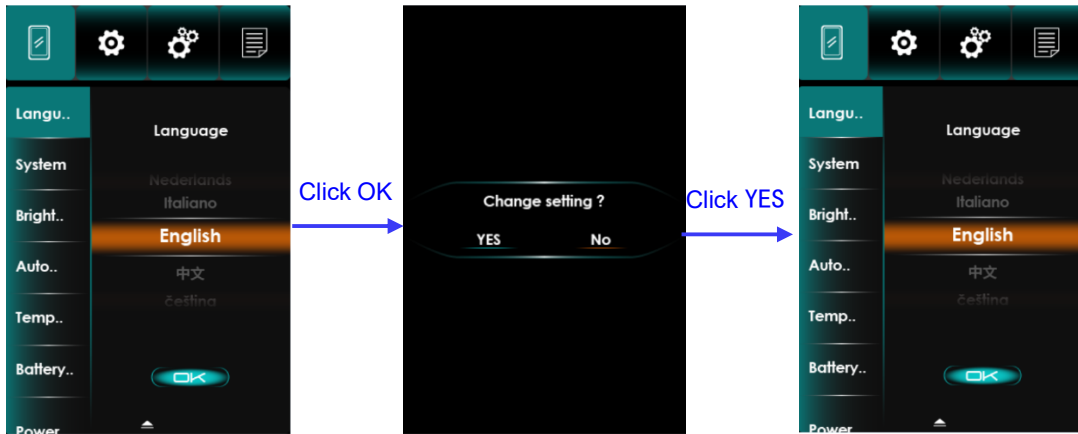 Langu..
System
Bright..
Auto..
Temp..
Battery..
Power
Language
Nederlands
Italiano
English
中文
čeština
OK
Click OK
Change setting ?
YES No
Click YES
Langu..
System
Bright..
Auto..
Temp..
Battery..
Power
Language
Nederlands
Italiano
English
中文
čeština
OK